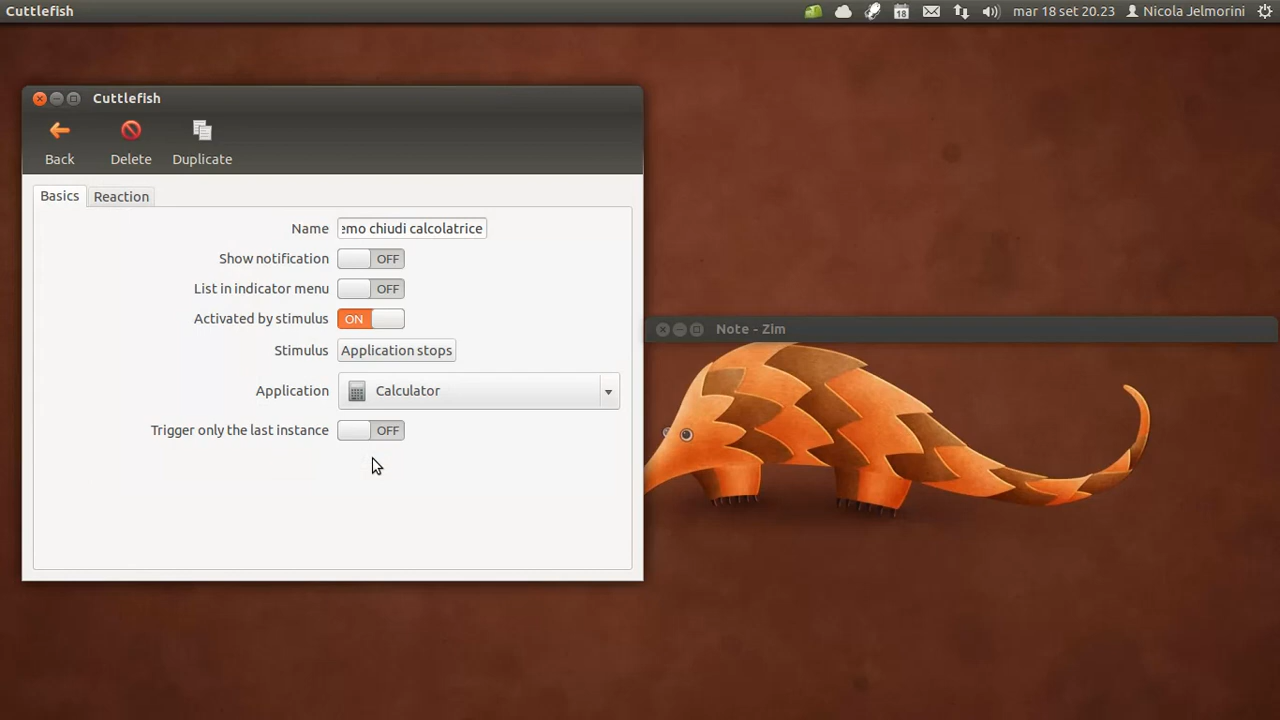 Cuttlefish
18
mar 18 set 20.23
Nicola Jelmorini
Cuttlefish
Back
Delete
Duplicate
Basics
Reaction
Name
emo chiudi calcolatrice
Show notification
OFF
List in indicator menu
OFF
Activated by stimulus
ON
Stimulus
Application stops
Application
Calculator
Trigger only the last instance
OFF
Note - Zim